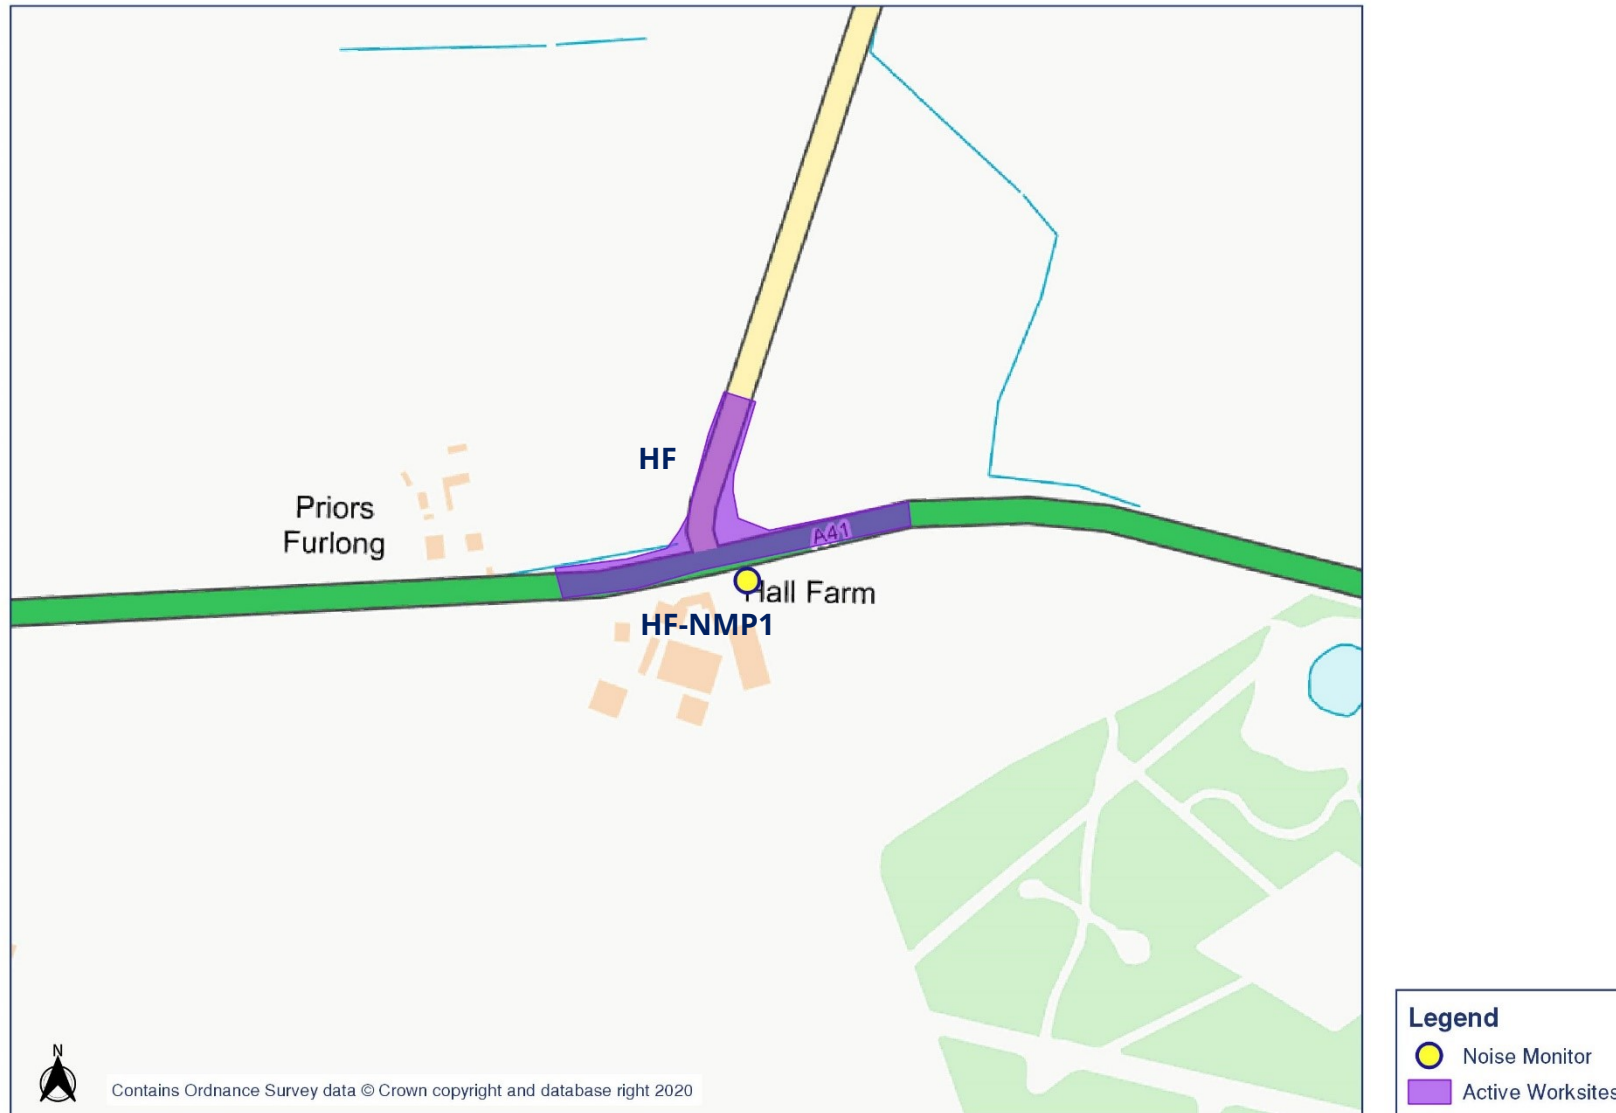 HF
Priors
Furlong
A41
Hall Farm
HF-NMP1
N
Contains Ordnance Survey data © Crown copyright and database right 2020
Legend
Noise Monitor
Active Worksites